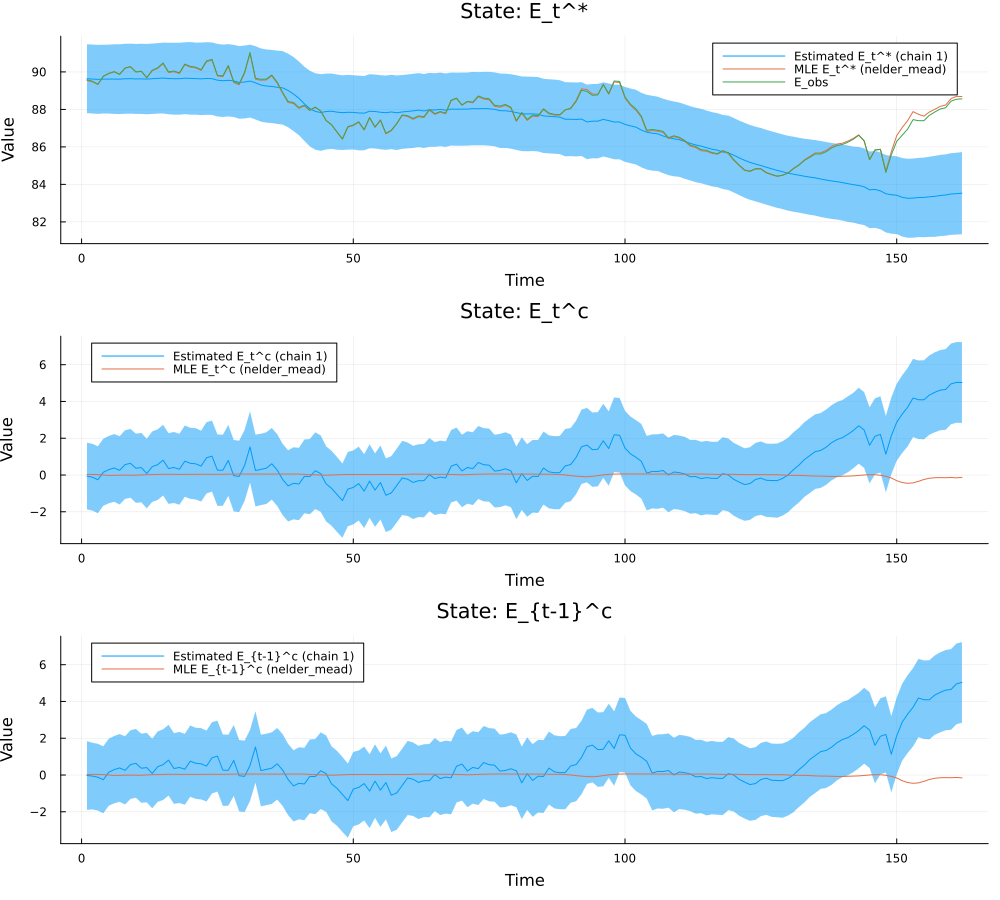 State: E_t^*
Estimated E_t^* (chain 1)
MLE E_t^* (nelder_mead)
E_obs
Value
90
88
86
84
82
0
50
100
150
Time
State: E_t^c
Estimated E_t^c (chain 1)
MLE E_t^c (nelder_mead)
Value
6
4
2
0
−2
0
50
100
150
Time
State: E_{t-1}^c
Estimated E_{t-1}^c (chain 1)
MLE E_{t-1}^c (nelder_mead)
Value
6
4
2
0
−2
0
50
100
150
Time